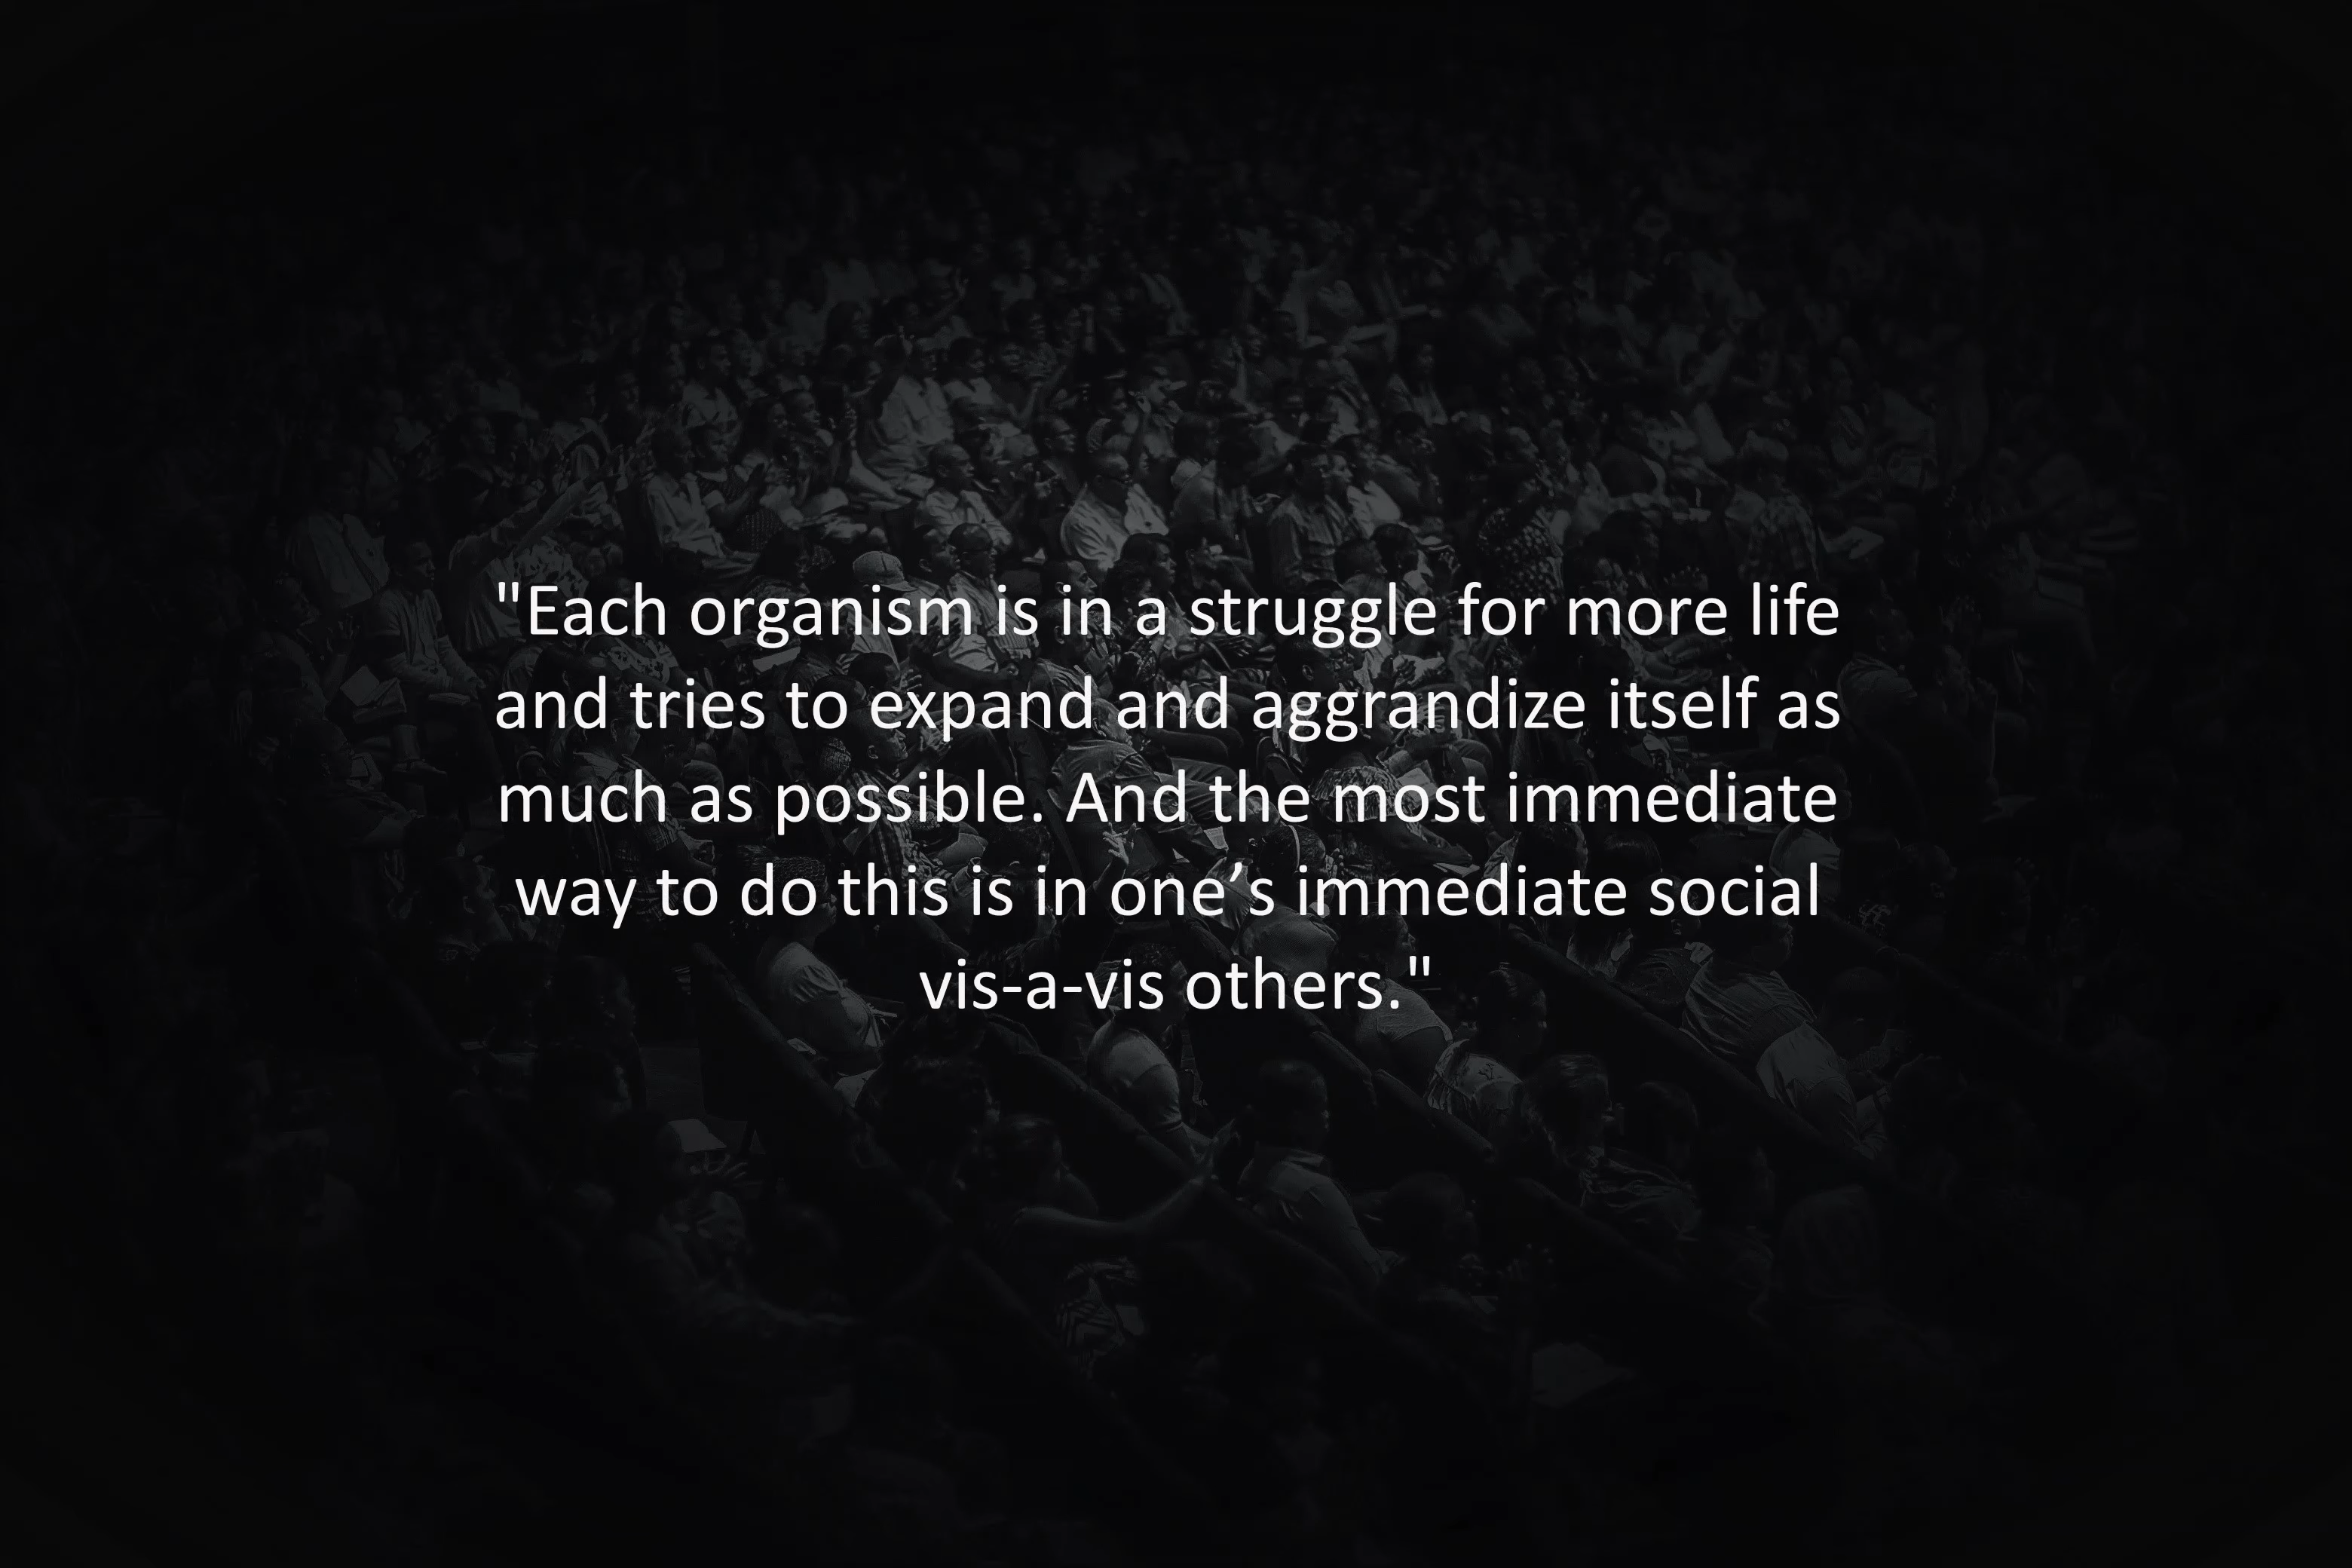 "Each organism is in a struggle for more life
and tries to expand and aggrandize itself as
much as possible. And the most immediate
way to do this is in one’s immediate social
vis-a-vis others."